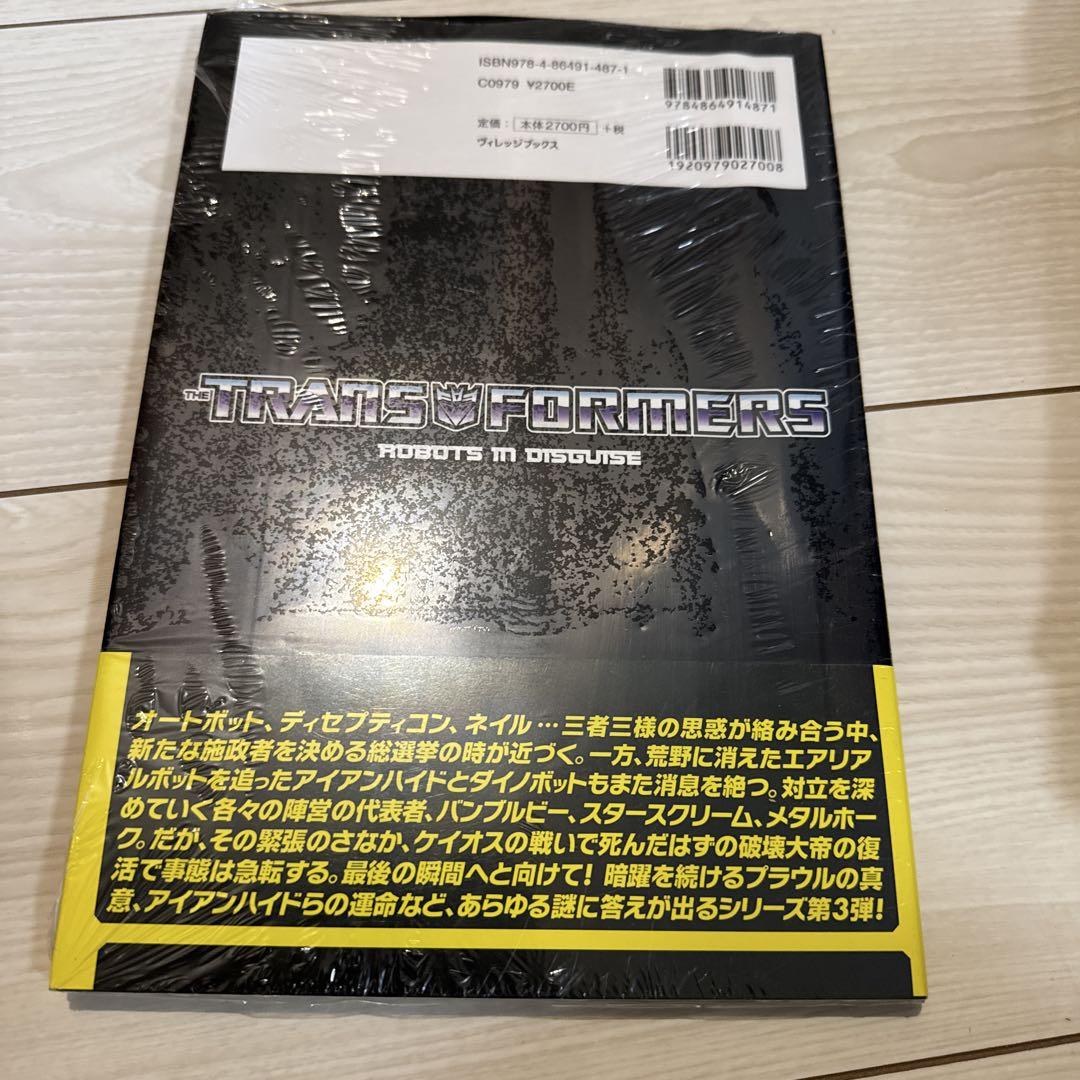 ISBN978-4-86491-487-1
C0979 ¥2700E
9784864914871
定価： 本体2700円 +税
ヴィレッジブックス
1920979027008
THE TRANSFORMERS
ROBOTS IN DISGUISE
オートボット、ディセプティコン、ネイル…三者三様の思惑が絡み合う中、
新たな施政者を決める総選挙の時が近づく。一方、荒野に消えたエアリア
ルボットを追ったアイアンハイドとダイノボットもまた消息を絶つ。対立を深
めていく各々の陣営の代表者、バンブルビー、スタースクリーム、メタルホー
ク。だが、その緊張のさなか、ケイオスの戦いで死んだはずの破壊大帝の復
活で事態は急転する。最後の瞬間へと向けて！ 暗躍を続けるプラウルの真
意、アイアンハイドらの運命など、あらゆる謎に答えが出るシリーズ第3弾！